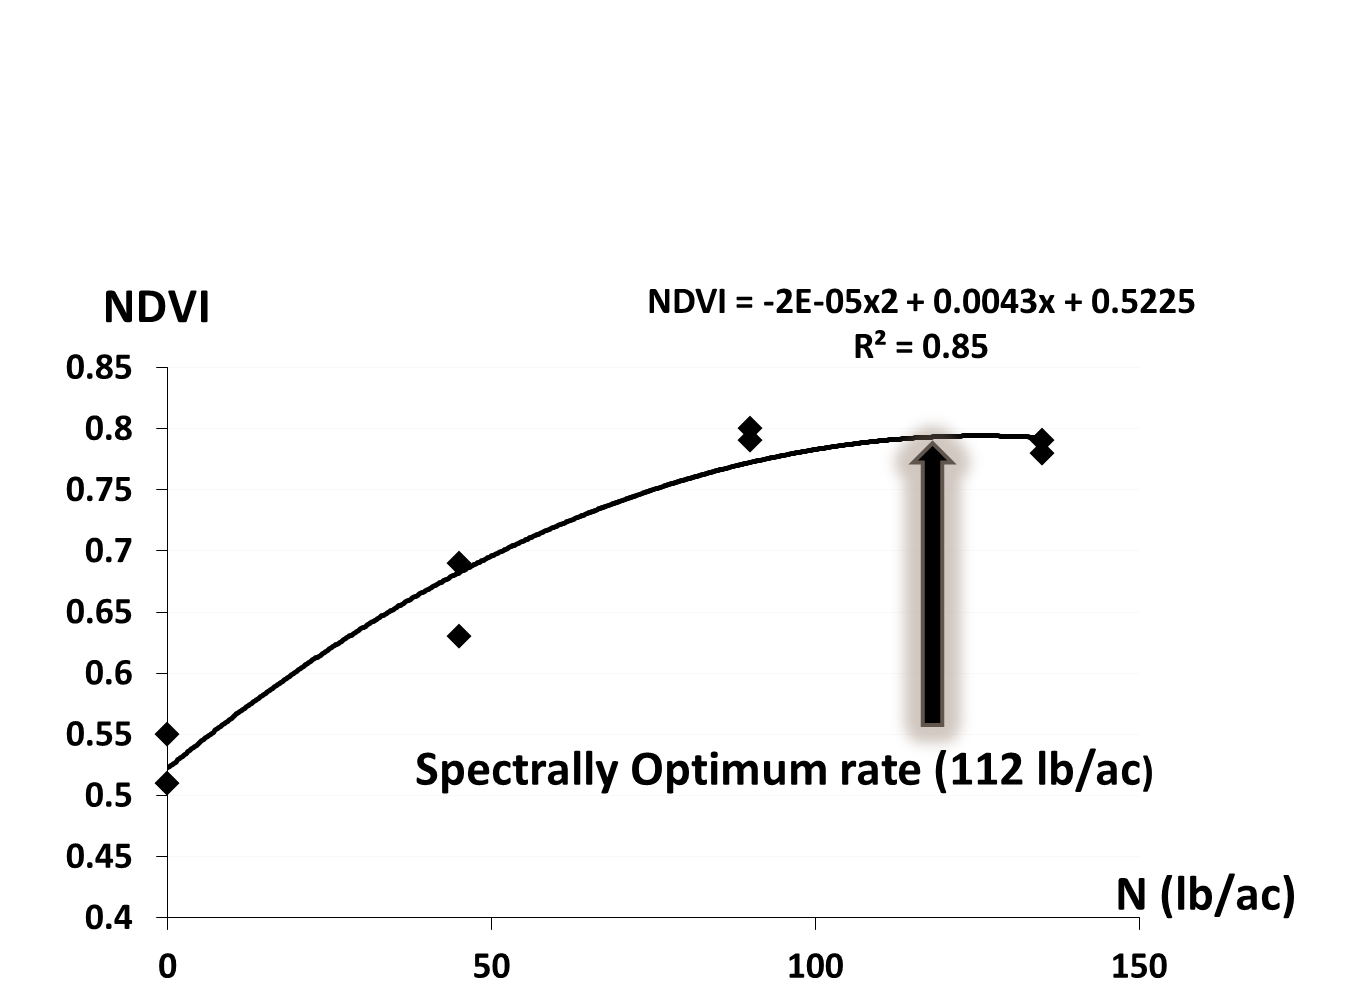 NDVI
NDVI = -2E-05x2 + 0.0043x + 0.5225
R² = 0.85
0.85
0.8
0.75
0.7
0.65
0.6
0.55
Spectrally Optimum rate (112 lb/ac)
0.5
0.45
N (lb/ac)
0.4
0
50
100
150